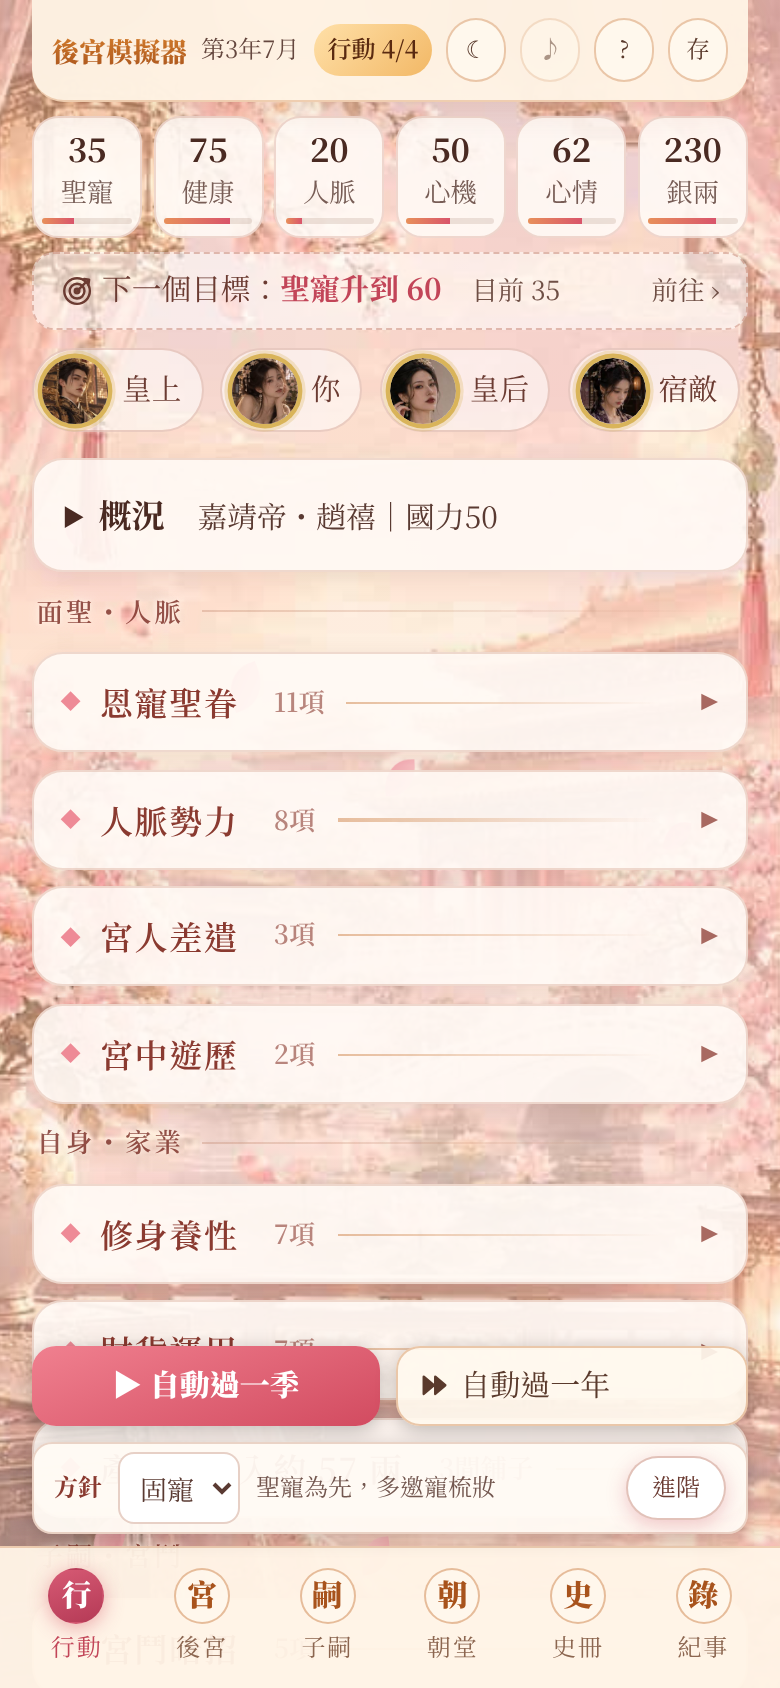 後宮模擬器 第3年7月 行動 4/4 ☾ ♪ ? 存
35 75 20 50 62 230
聖寵 健康 人脈 心機 心情 銀兩
下一個目標：聖寵升到 60 目前 35 前往 ›
皇上 你 皇后 宿敵
▶ 概況 嘉靖帝・趙禧｜國力50
面聖・人脈
恩寵聖眷 11項 ▶
人脈勢力 8項 ▶
宮人差遣 3項 ▶
宮中遊歷 2項 ▶
自身・家業
修身養性 7項 ▶
財貨運用 7項
▶ 自動過一季 自動過一年
方針 固寵 聖寵為先，多邀寵梳妝 進階
行 宮 嗣 朝 史 錄
行動 後宮 子嗣 朝堂 史冊 紀事